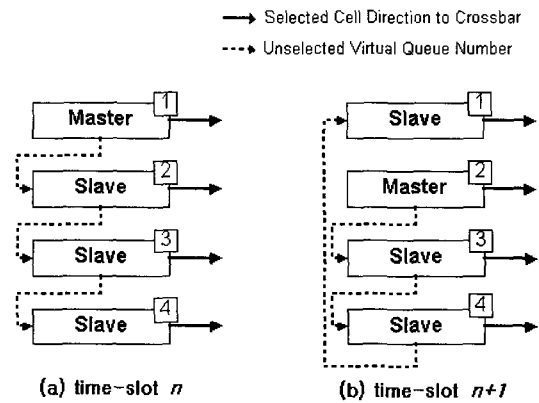 Selected Cell Direction to Crossbar
Unselected Virtual Queue Number
1
Master
2
Slave
3
Slave
4
Slave
(a) time-slot n
1
Slave
2
Master
3
Slave
4
Slave
(b) time-slot n+1